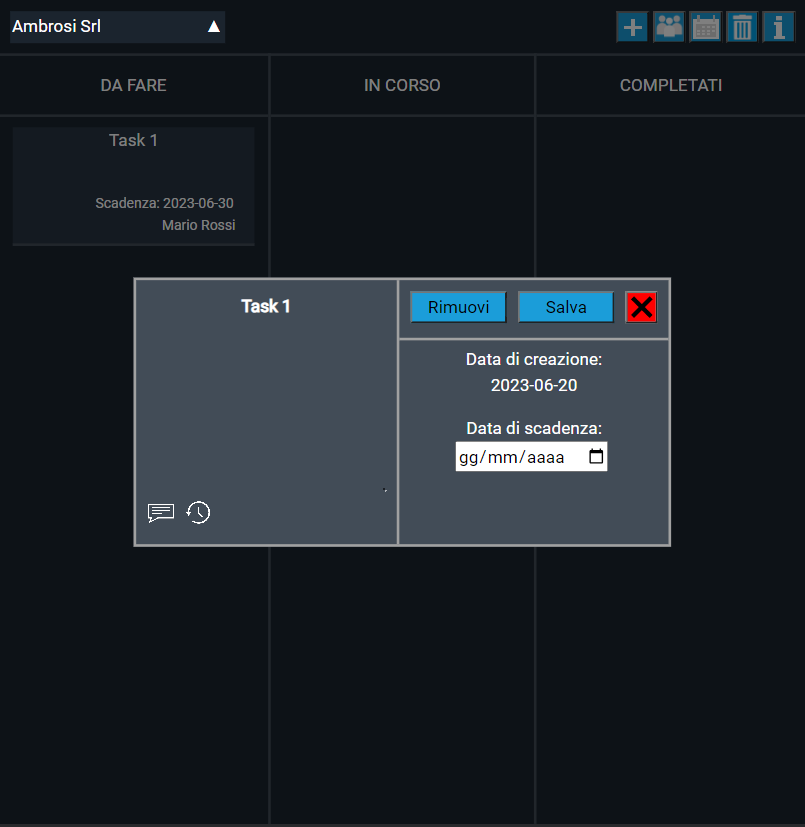 Ambrosi Srl ▲
DA FARE
IN CORSO
COMPLETATI
Task 1
Scadenza: 2023-06-30
Mario Rossi
Task 1
Rimuovi
Salva
Data di creazione:
2023-06-20
Data di scadenza:
gg/mm/aaaa